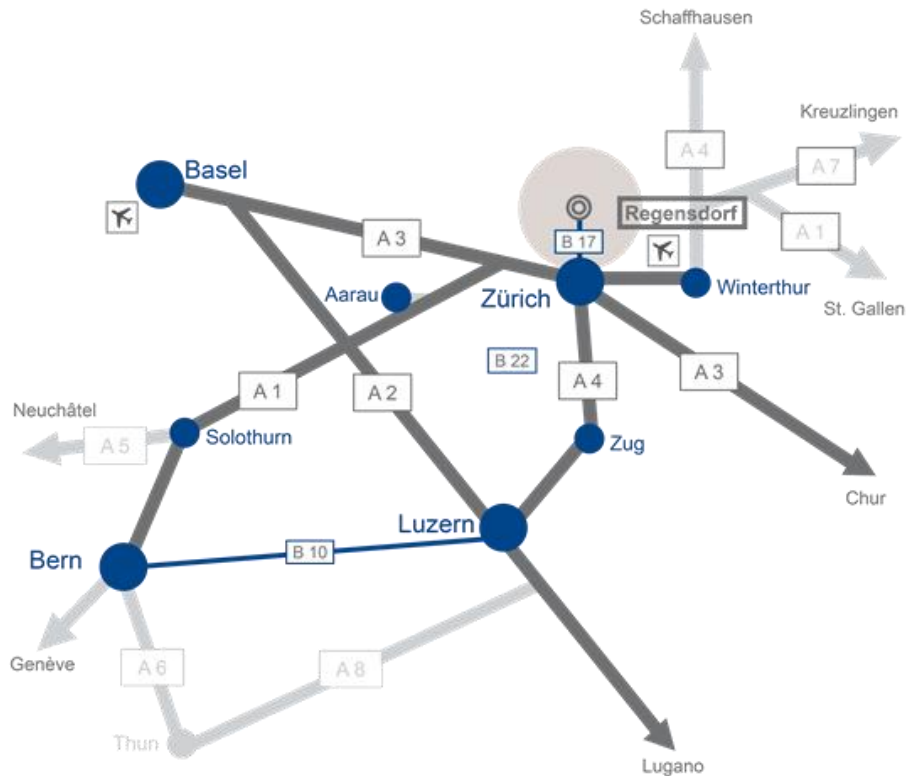 Schaffhausen
Kreuzlingen
A 4
A 7
Basel
Regensdorf
A 3
B 17
A 1
Aarau
Zürich
Winterthur
St. Gallen
B 22
A 4
A 3
A 1
A 2
Neuchâtel
A 5
Solothurn
Zug
Chur
Luzern
Bern
B 10
Genève
A 6
A 8
Thun
Lugano